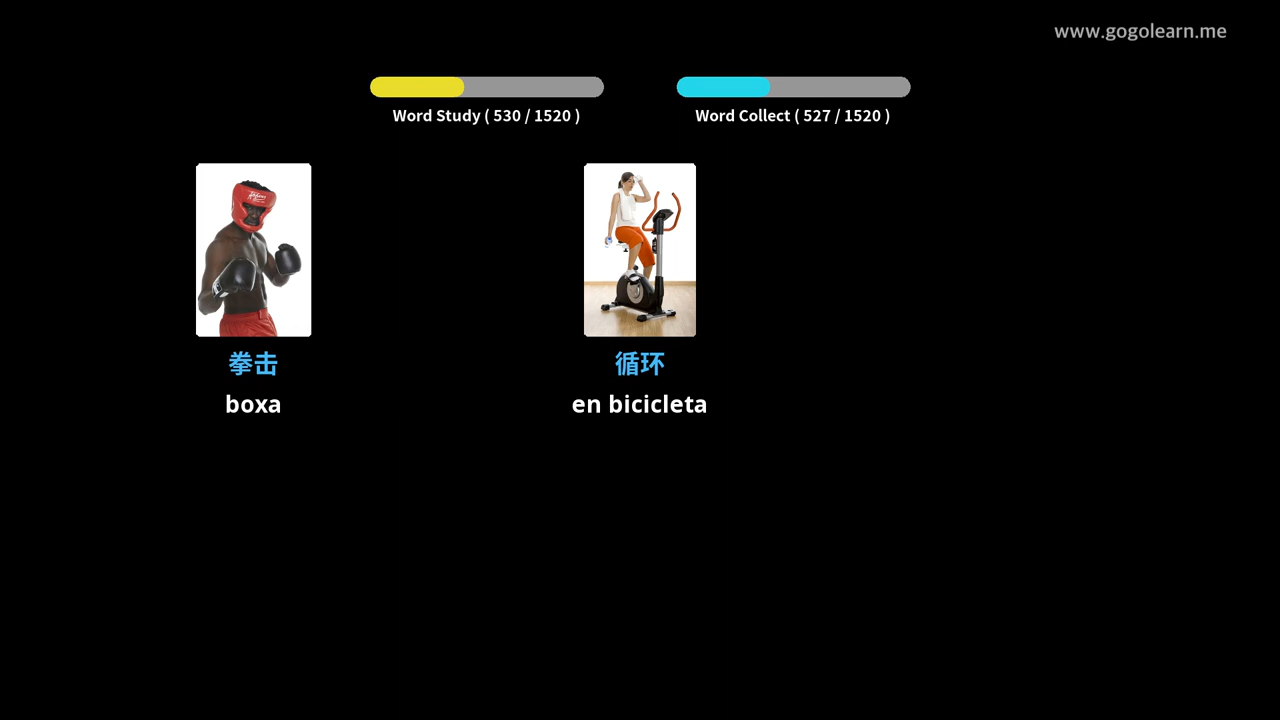 www.gogolearn.me
Word Study ( 530 / 1520 )
Word Collect ( 527 / 1520 )
拳击
boxa
循环
en bicicleta